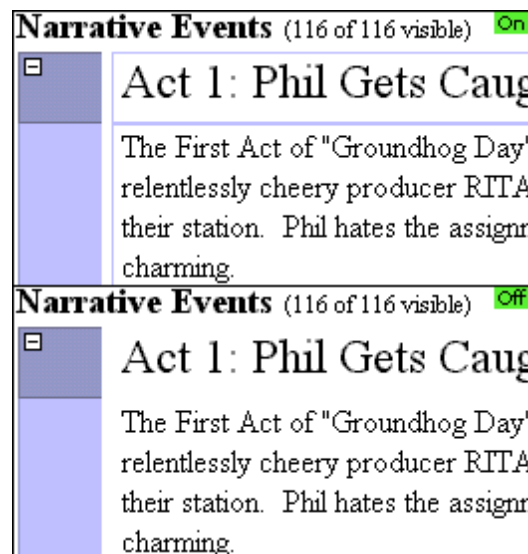 Narrative Events (116 of 116 visible) On
Act 1: Phil Gets Caug
The First Act of "Groundhog Day"
relentlessly cheery producer RITA
their station.  Phil hates the assignm
charming.
Narrative Events (116 of 116 visible) Off
Act 1: Phil Gets Caug
The First Act of "Groundhog Day"
relentlessly cheery producer RITA
their station.  Phil hates the assignm
charming.